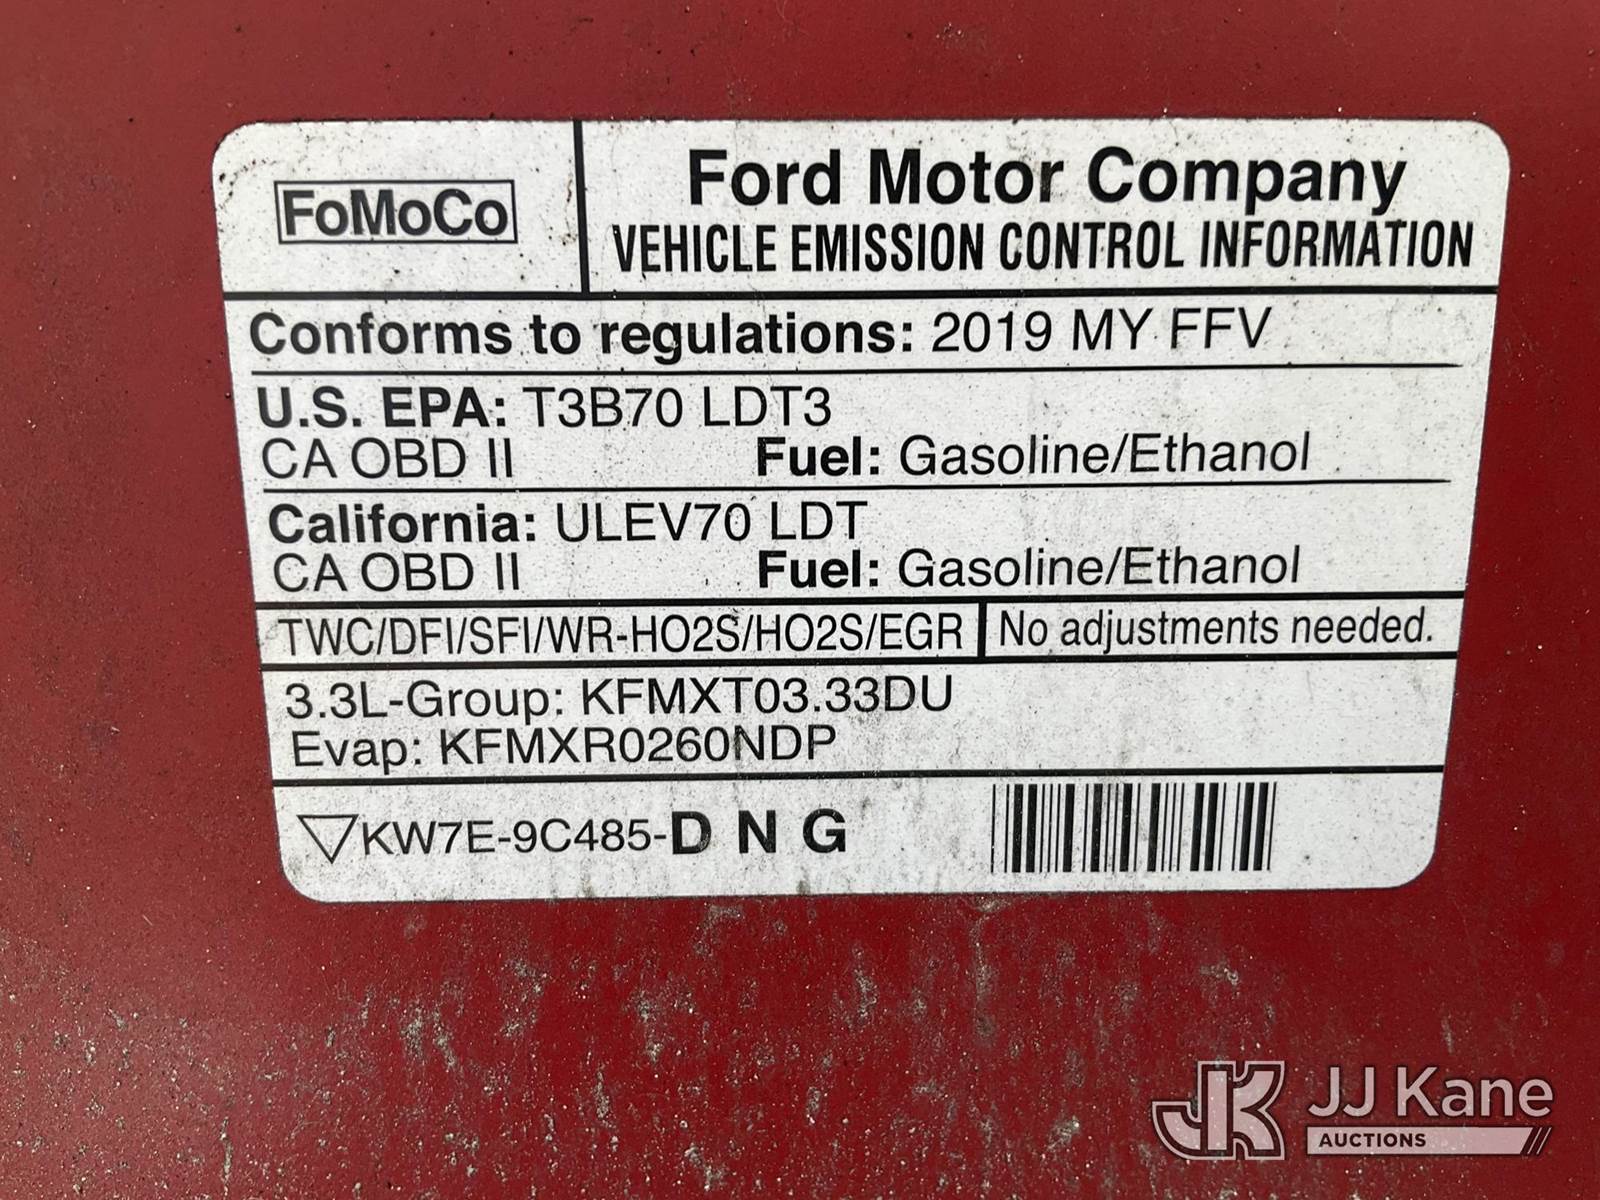 FoMoCo
Ford Motor Company
VEHICLE EMISSION CONTROL INFORMATION
Conforms to regulations: 2019 MY FFV
U.S. EPA: T3B70 LDT3
CA OBD II Fuel: Gasoline/Ethanol
California: ULEV70 LDT
CA OBD II Fuel: Gasoline/Ethanol
TWC/DFI/SFI/WR-HO2S/HO2S/EGR No adjustments needed.
3.3L-Group: KFMXT03.33DU
Evap: KFMXR0260NDP
KW7E-9C485-D N G
JK JJ Kane
AUCTIONS